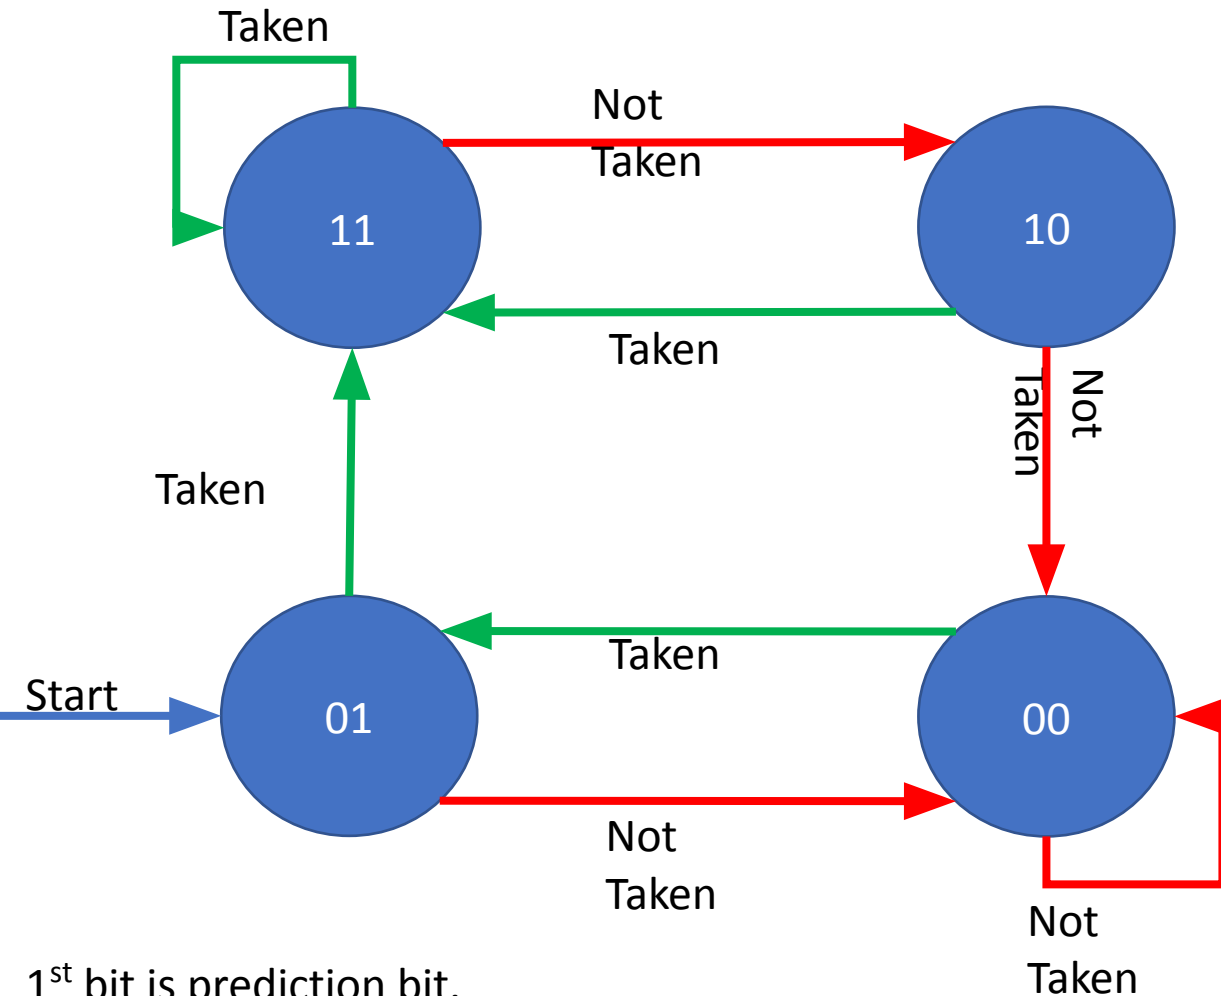 Taken
Not
Taken
11
10
Taken
Not
Taken
Taken
Taken
Start
01
00
Not
Taken
Not
Taken
1st bit is prediction bit.